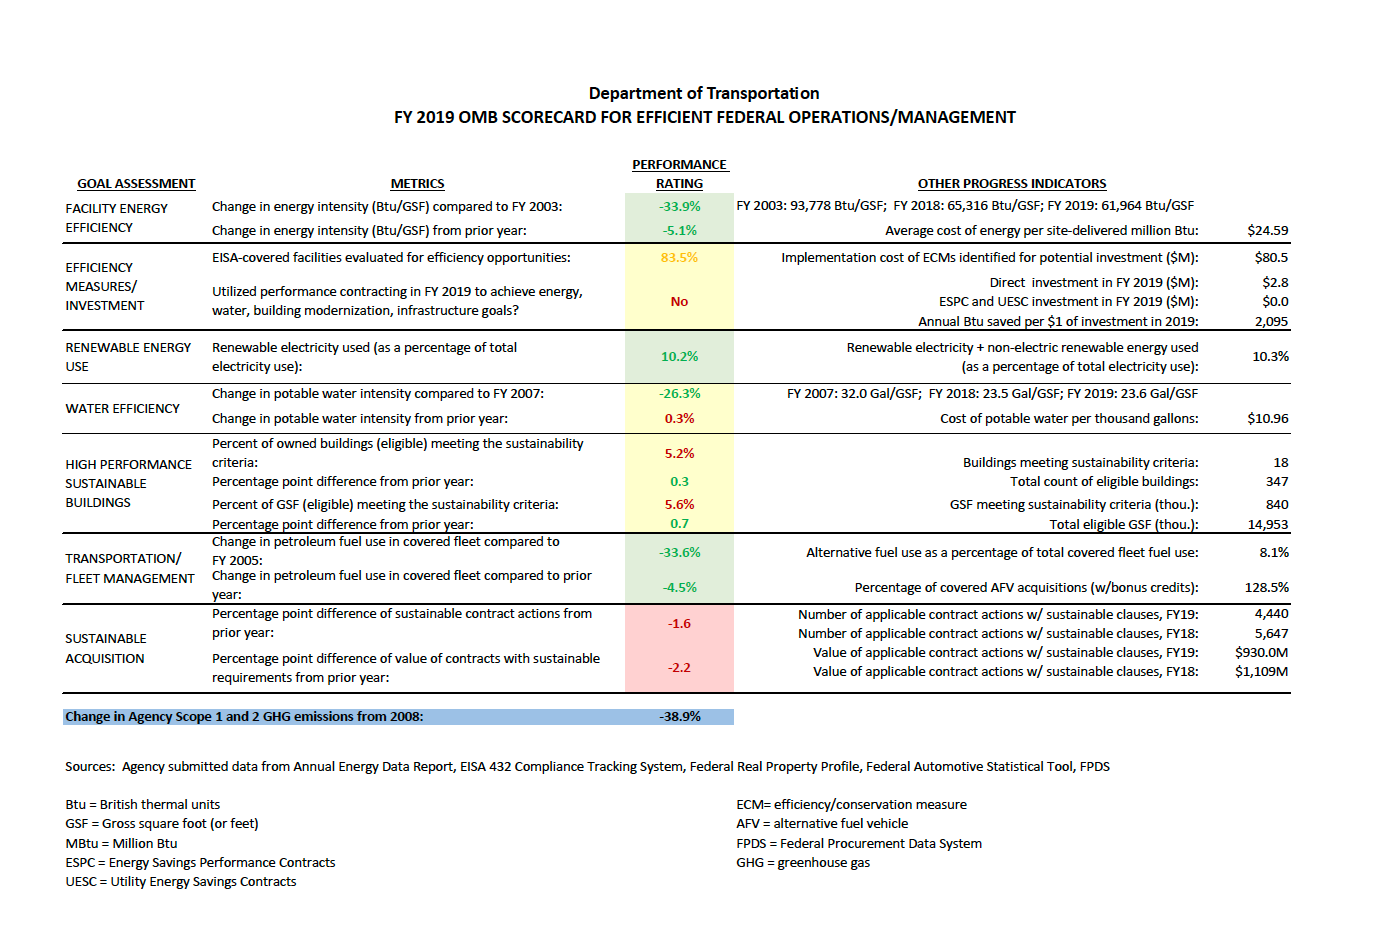 Department of Transportation
FY 2019 OMB SCORECARD FOR EFFICIENT FEDERAL OPERATIONS/MANAGEMENT
PERFORMANCE
GOAL ASSESSMENT METRICS RATING OTHER PROGRESS INDICATORS
FACILITY ENERGY
EFFICIENCY
Change in energy intensity (Btu/GSF) compared to FY 2003: -33.9% FY 2003: 93,778 Btu/GSF; FY 2018: 65,316 Btu/GSF; FY 2019: 61,964 Btu/GSF
Change in energy intensity (Btu/GSF) from prior year: -5.1% Average cost of energy per site-delivered million Btu: $24.59
EFFICIENCY
MEASURES/
INVESTMENT
EISA-covered facilities evaluated for efficiency opportunities: 83.5% Implementation cost of ECMs identified for potential investment ($M): $80.5
Utilized performance contracting in FY 2019 to achieve energy,
water, building modernization, infrastructure goals?
No
Direct investment in FY 2019 ($M): $2.8
ESPC and UESC investment in FY 2019 ($M): $0.0
Annual Btu saved per $1 of investment in 2019: 2,095
RENEWABLE ENERGY
USE
Renewable electricity used (as a percentage of total
electricity use):
10.2%
Renewable electricity + non-electric renewable energy used
(as a percentage of total electricity use):
10.3%
WATER EFFICIENCY
Change in potable water intensity compared to FY 2007: -26.3% FY 2007: 32.0 Gal/GSF; FY 2018: 23.5 Gal/GSF; FY 2019: 23.6 Gal/GSF
Change in potable water intensity from prior year: 0.3% Cost of potable water per thousand gallons: $10.96
HIGH PERFORMANCE
SUSTAINABLE
BUILDINGS
Percent of owned buildings (eligible) meeting the sustainability
criteria:
5.2%
Buildings meeting sustainability criteria: 18
Percentage point difference from prior year: 0.3 Total count of eligible buildings: 347
Percent of GSF (eligible) meeting the sustainability criteria: 5.6% GSF meeting sustainability criteria (thou.): 840
Percentage point difference from prior year: 0.7 Total eligible GSF (thou.): 14,953
TRANSPORTATION/
FLEET MANAGEMENT
Change in petroleum fuel use in covered fleet compared to
FY 2005:
-33.6% Alternative fuel use as a percentage of total covered fleet fuel use: 8.1%
Change in petroleum fuel use in covered fleet compared to prior
year:
-4.5% Percentage of covered AFV acquisitions (w/bonus credits): 128.5%
SUSTAINABLE
ACQUISITION
Percentage point difference of sustainable contract actions from
prior year:
-1.6
Number of applicable contract actions w/ sustainable clauses, FY19: 4,440
Number of applicable contract actions w/ sustainable clauses, FY18: 5,647
Percentage point difference of value of contracts with sustainable
requirements from prior year:
-2.2
Value of applicable contract actions w/ sustainable clauses, FY19: $930.0M
Value of applicable contract actions w/ sustainable clauses, FY18: $1,109M
Change in Agency Scope 1 and 2 GHG emissions from 2008: -38.9%
Sources: Agency submitted data from Annual Energy Data Report, EISA 432 Compliance Tracking System, Federal Real Property Profile, Federal Automotive Statistical Tool, FPDS
Btu = British thermal units
GSF = Gross square foot (or feet)
MBtu = Million Btu
ESPC = Energy Savings Performance Contracts
UESC = Utility Energy Savings Contracts
ECM= efficiency/conservation measure
AFV = alternative fuel vehicle
FPDS = Federal Procurement Data System
GHG = greenhouse gas